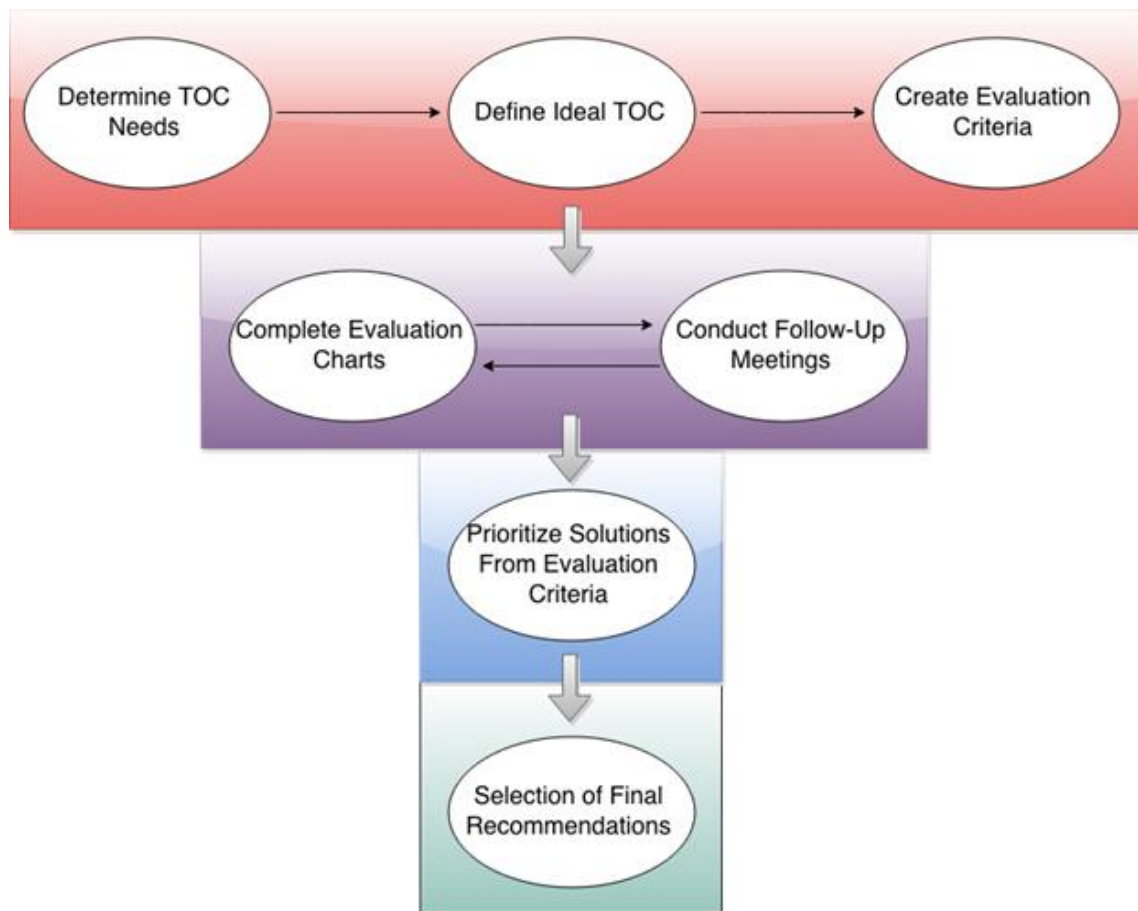 Determine TOC
Needs
Define Ideal TOC
Create Evaluation
Criteria
Complete Evaluation
Charts
Conduct Follow-Up
Meetings
Prioritize Solutions
From Evaluation
Criteria
Selection of Final
Recommendations